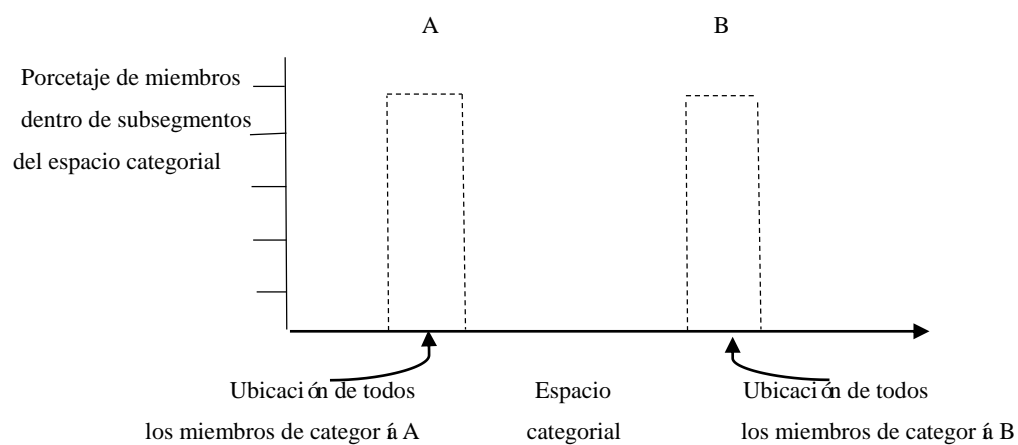 A
B
Porcetaje de miembros
dentro de subsegmentos
del espacio categorial
Ubicación de todos
los miembros de categoría A
Espacio
categorial
Ubicación de todos
los miembros de categoría B